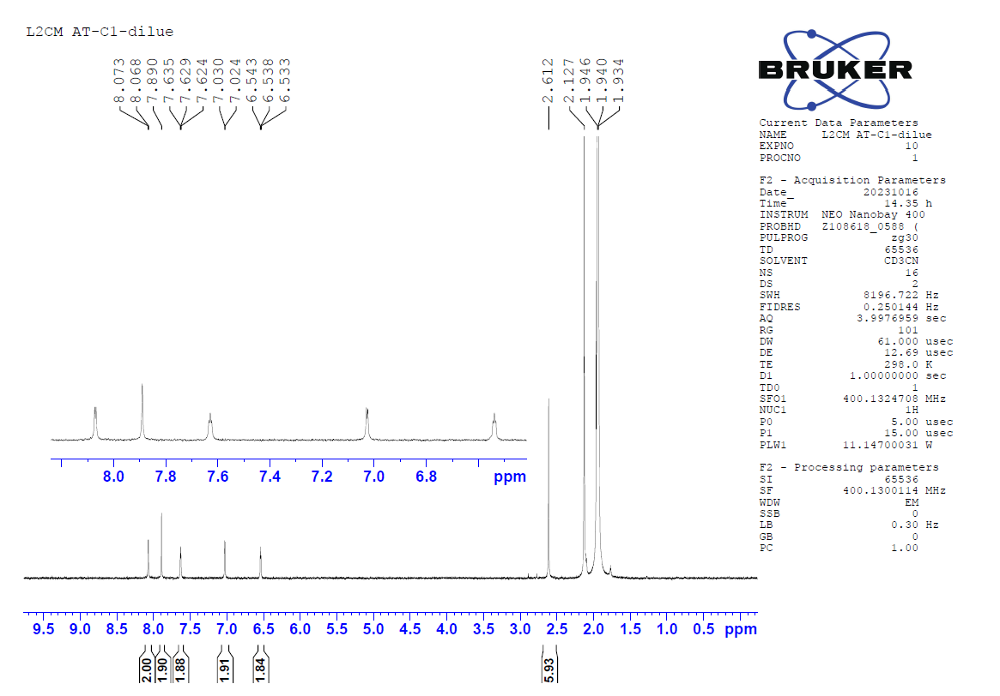 L2CM AT-C1-dilue
8.073
8.068
7.890
7.635
7.629
7.624
7.030
7.024
6.543
6.538
6.533
2.612
2.127
1.946
1.940
1.934
8.0 7.8 7.6 7.4 7.2 7.0 6.8 ppm
9.5 9.0 8.5 8.0 7.5 7.0 6.5 6.0 5.5 5.0 4.5 4.0 3.5 3.0 2.5 2.0 1.5 1.0 0.5 ppm
2.00
1.90
1.88
1.91
1.84
5.93
BRUKER
Current Data Parameters
NAME L2CM AT-C1-dilue
EXPNO 10
PROCNO 1
F2 - Acquisition Parameters
Date_ 20231016
Time 14.35 h
INSTRUM NEO Nanobay 400
PROBHD Z108618_0588 (
PULPROG zg30
TD 65536
SOLVENT CD3CN
NS 16
DS 2
SWH 8196.722 Hz
FIDRES 0.250144 Hz
AQ 3.9976959 sec
RG 101
DW 61.000 usec
DE 12.69 usec
TE 298.0 K
D1 1.00000000 sec
TD0 1
SFO1 400.1324708 MHz
NUC1 1H
P0 5.00 usec
P1 15.00 usec
PLW1 11.14700031 W
F2 - Processing parameters
SI 65536
SF 400.1300114 MHz
WDW EM
SSB 0
LB 0.30 Hz
GB 0
PC 1.00